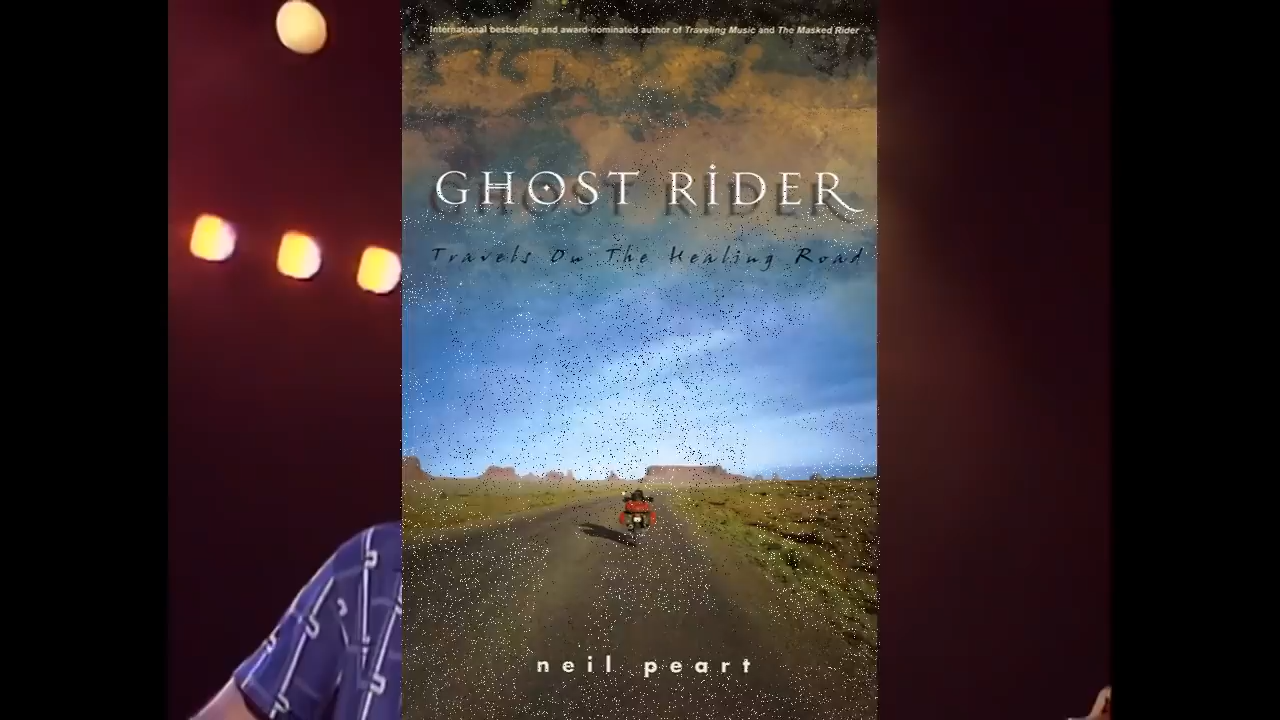 International bestselling and award-nominated author of Traveling Music and The Masked Rider
GHOST RIDER
Travels On The Healing Road
neil peart